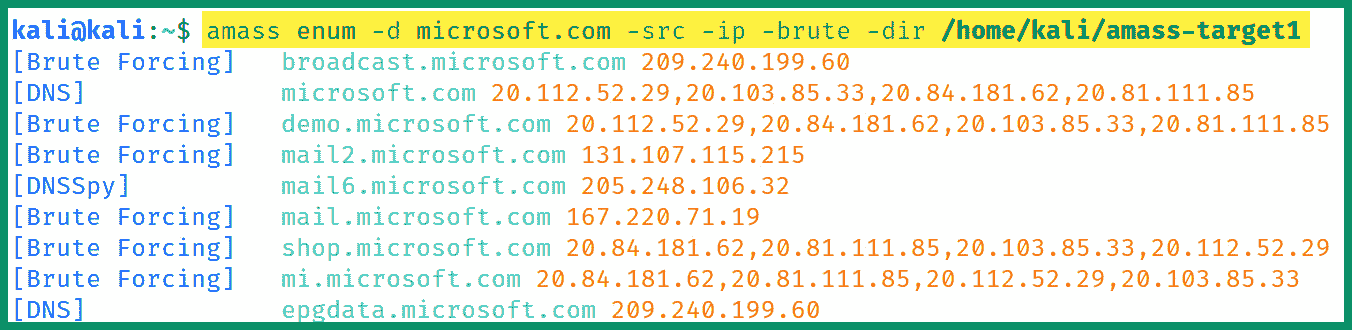 kali@kali:~$ amass enum -d microsoft.com -src -ip -brute -dir /home/kali/amass-target1
[Brute Forcing] broadcast.microsoft.com 209.240.199.60
[DNS] microsoft.com 20.112.52.29,20.103.85.33,20.84.181.62,20.81.111.85
[Brute Forcing] demo.microsoft.com 20.112.52.29,20.84.181.62,20.103.85.33,20.81.111.85
[Brute Forcing] mail2.microsoft.com 131.107.115.215
[DNSSpy] mail6.microsoft.com 205.248.106.32
[Brute Forcing] mail.microsoft.com 167.220.71.19
[Brute Forcing] shop.microsoft.com 20.84.181.62,20.81.111.85,20.103.85.33,20.112.52.29
[Brute Forcing] mi.microsoft.com 20.84.181.62,20.81.111.85,20.112.52.29,20.103.85.33
[DNS] epgdata.microsoft.com 209.240.199.60